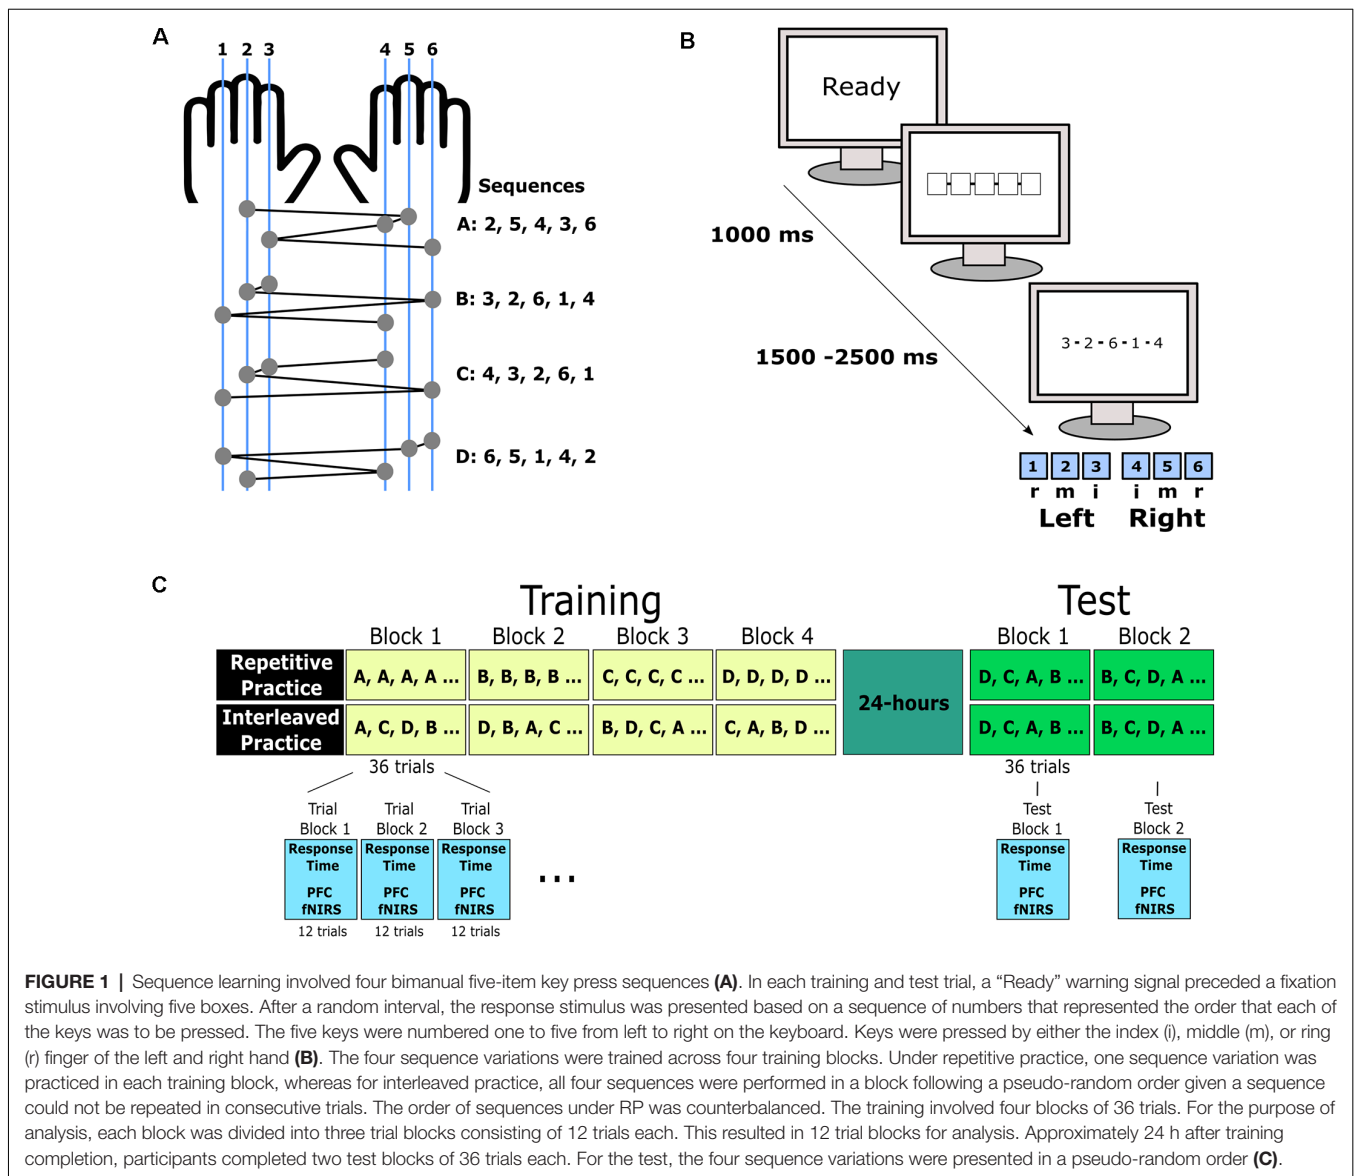 A
1 2 3 4 5 6
Sequences
A: 2, 5, 4, 3, 6
B: 3, 2, 6, 1, 4
C: 4, 3, 2, 6, 1
D: 6, 5, 1, 4, 2
B
Ready
1000 ms
1500 -2500 ms
3 - 2 - 6 - 1 - 4
1 2 3 4 5 6
r m i i m r
Left Right
C
Training Test
Block 1 Block 2 Block 3 Block 4 Block 1 Block 2
Repetitive
Practice
A, A, A, A ... B, B, B, B ... C, C, C, C ... D, D, D, D ... D, C, A, B ... B, C, D, A ...
24-hours
Interleaved
Practice
A, C, D, B ... D, B, A, C ... B, D, C, A ... C, A, B, D ... D, C, A, B ... B, C, D, A ...
36 trials 36 trials
Trial Trial Trial Test Test
Block 1 Block 2 Block 3 Block 1 Block 2
Response Response Response Response Response
Time Time Time Time Time
PFC PFC PFC PFC PFC
fNIRS fNIRS fNIRS fNIRS fNIRS
12 trials 12 trials 12 trials
...
FIGURE 1 | Sequence learning involved four bimanual five-item key press sequences (A). In each training and test trial, a “Ready” warning signal preceded a fixation
stimulus involving five boxes. After a random interval, the response stimulus was presented based on a sequence of numbers that represented the order that each of
the keys was to be pressed. The five keys were numbered one to five from left to right on the keyboard. Keys were pressed by either the index (i), middle (m), or ring
(r) finger of the left and right hand (B). The four sequence variations were trained across four training blocks. Under repetitive practice, one sequence variation was
practiced in each training block, whereas for interleaved practice, all four sequences were performed in a block following a pseudo-random order given a sequence
could not be repeated in consecutive trials. The order of sequences under RP was counterbalanced. The training involved four blocks of 36 trials. For the purpose of
analysis, each block was divided into three trial blocks consisting of 12 trials each. This resulted in 12 trial blocks for analysis. Approximately 24 h after training
completion, participants completed two test blocks of 36 trials each. For the test, the four sequence variations were presented in a pseudo-random order (C).